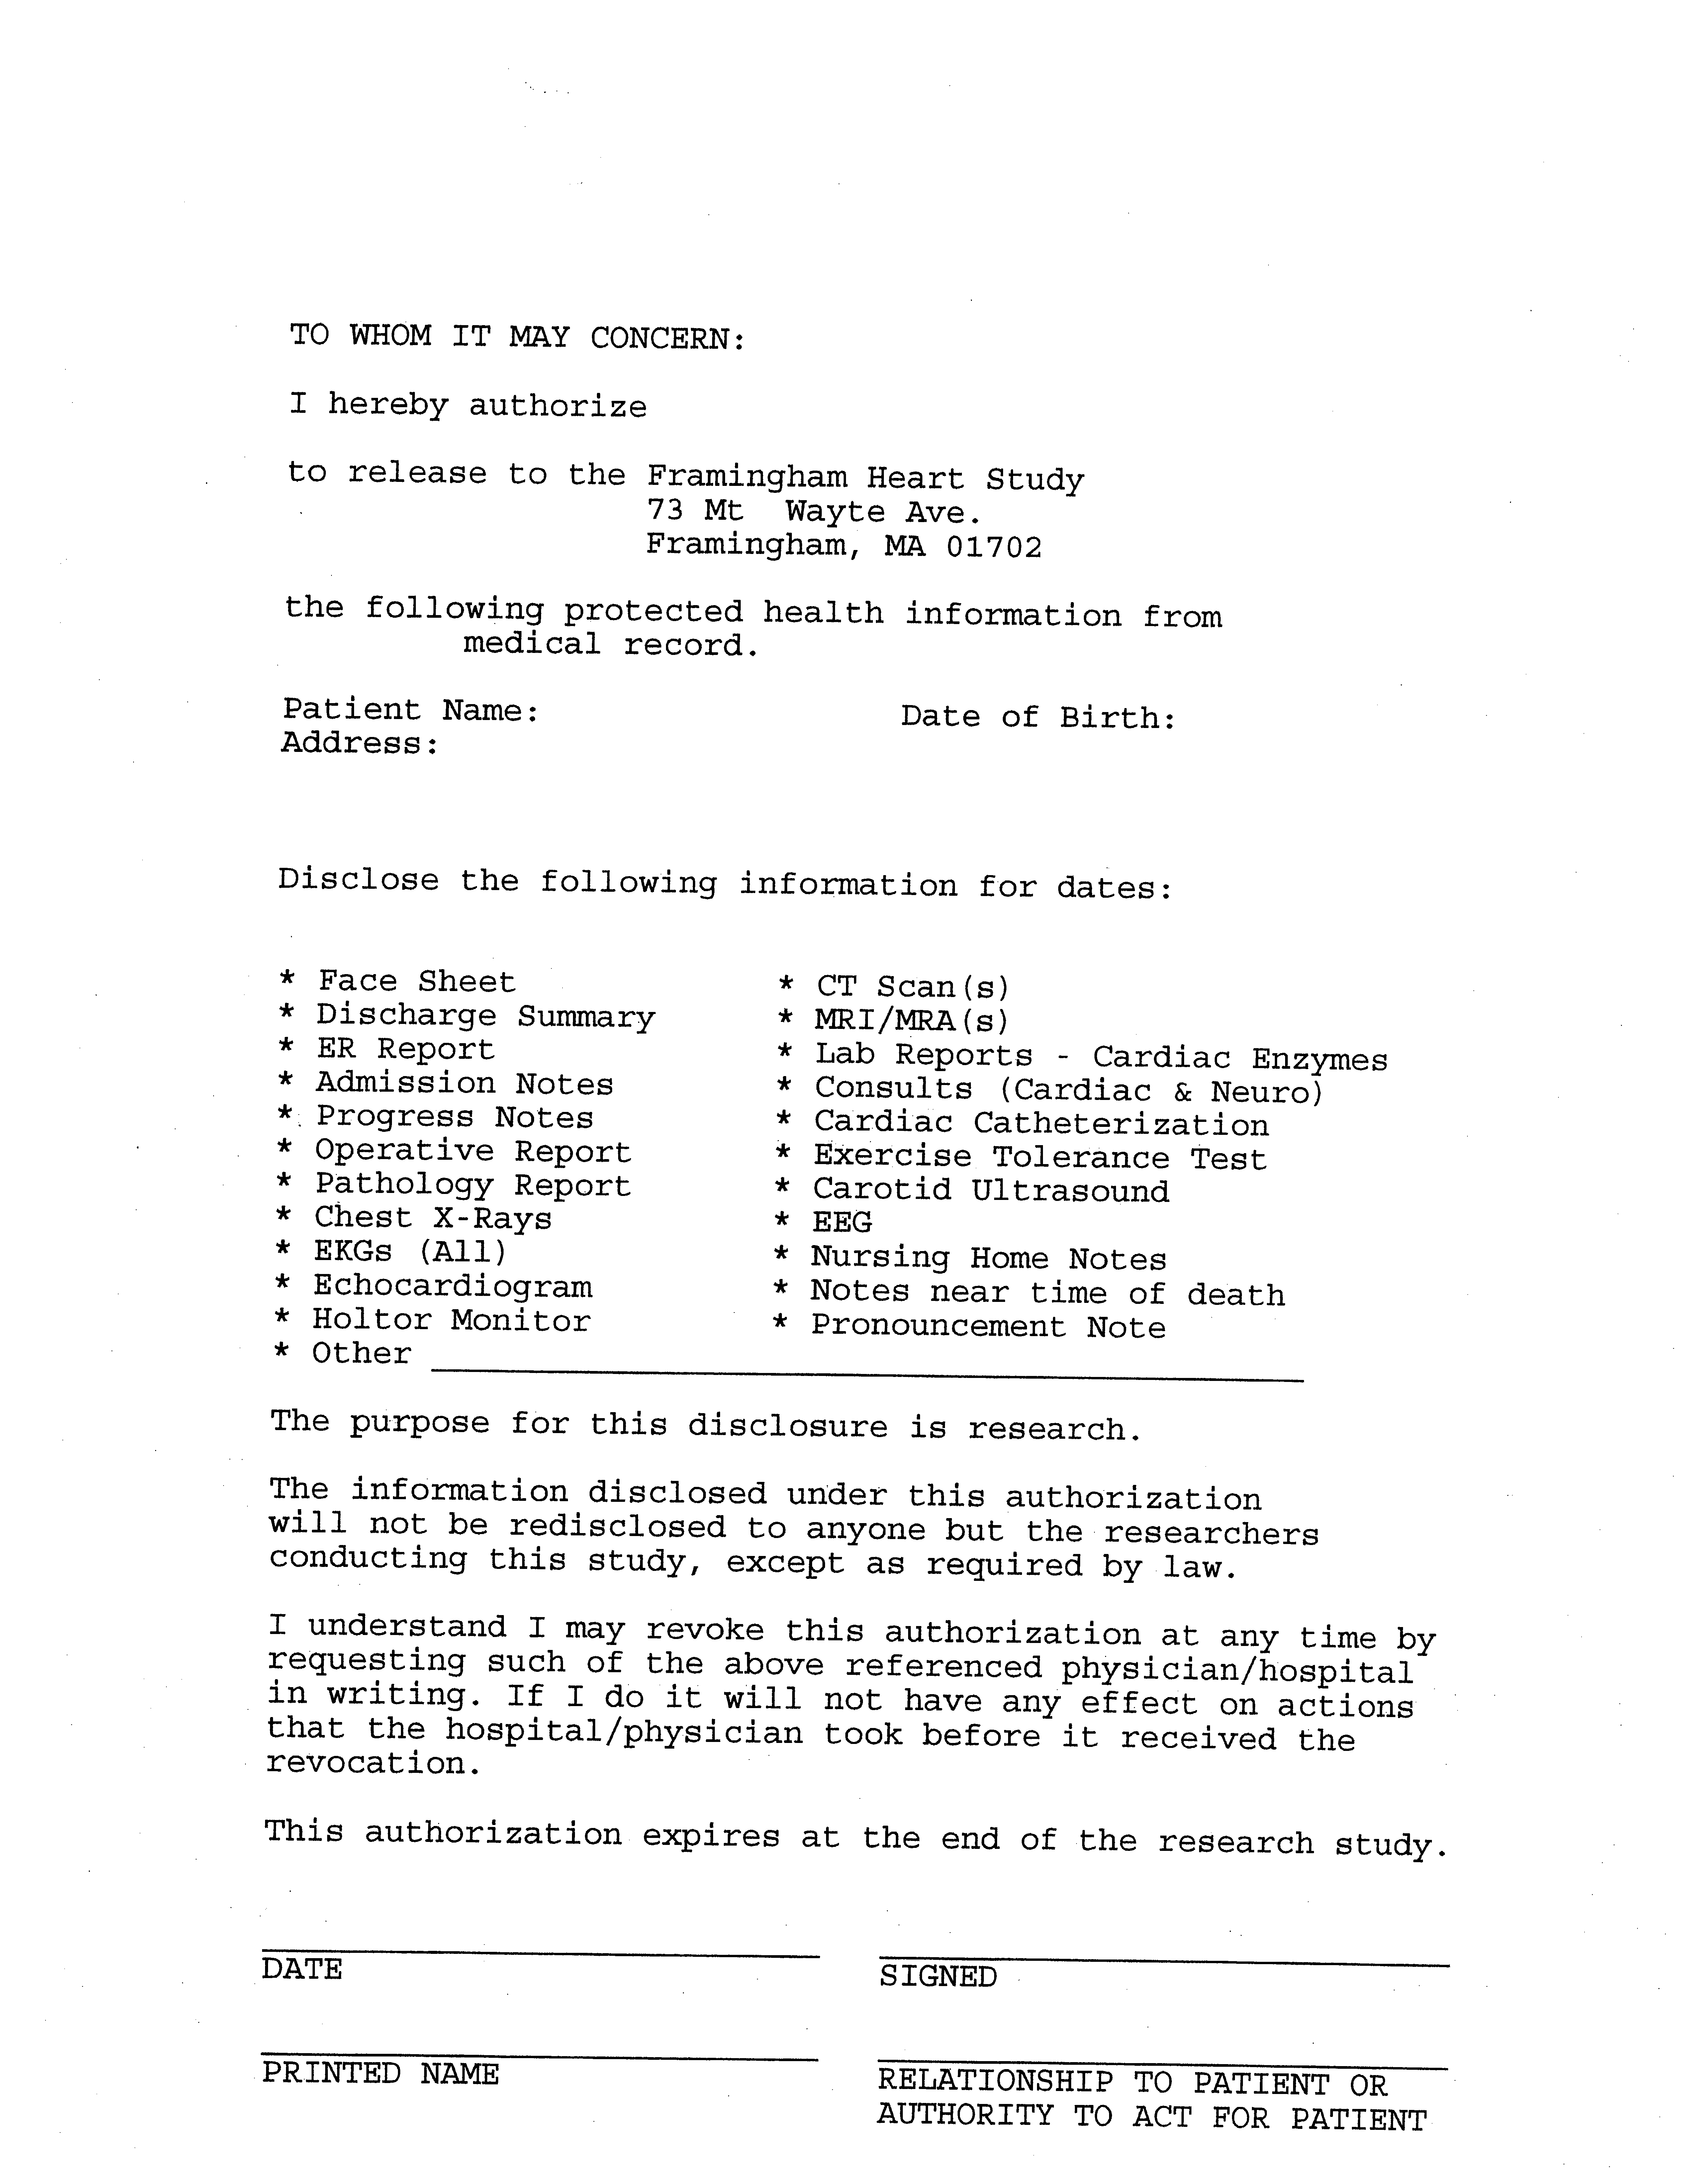 TO WHOM IT MAY CONCERN:
I hereby authorize
to release to the Framingham Heart Study
73 Mt  Wayte Ave.
Framingham, MA 01702
the following protected health information from
medical record.
Patient Name:    Date of Birth:
Address:
Disclose the following information for dates:
* Face Sheet    * CT Scan(s)
* Discharge Summary    * MRI/MRA(s)
* ER Report    * Lab Reports - Cardiac Enzymes
* Admission Notes    * Consults (Cardiac & Neuro)
* Progress Notes    * Cardiac Catheterization
* Operative Report    * Exercise Tolerance Test
* Pathology Report    * Carotid Ultrasound
* Chest X-Rays    * EEG
* EKGs (All)    * Nursing Home Notes
* Echocardiogram    * Notes near time of death
* Holtor Monitor    * Pronouncement Note
* Other
The purpose for this disclosure is research.
The information disclosed under this authorization
will not be redisclosed to anyone but the researchers
conducting this study, except as required by law.
I understand I may revoke this authorization at any time by
requesting such of the above referenced physician/hospital
in writing. If I do it will not have any effect on actions
that the hospital/physician took before it received the
revocation.
This authorization expires at the end of the research study.
DATE    SIGNED
PRINTED NAME    RELATIONSHIP TO PATIENT OR
AUTHORITY TO ACT FOR PATIENT